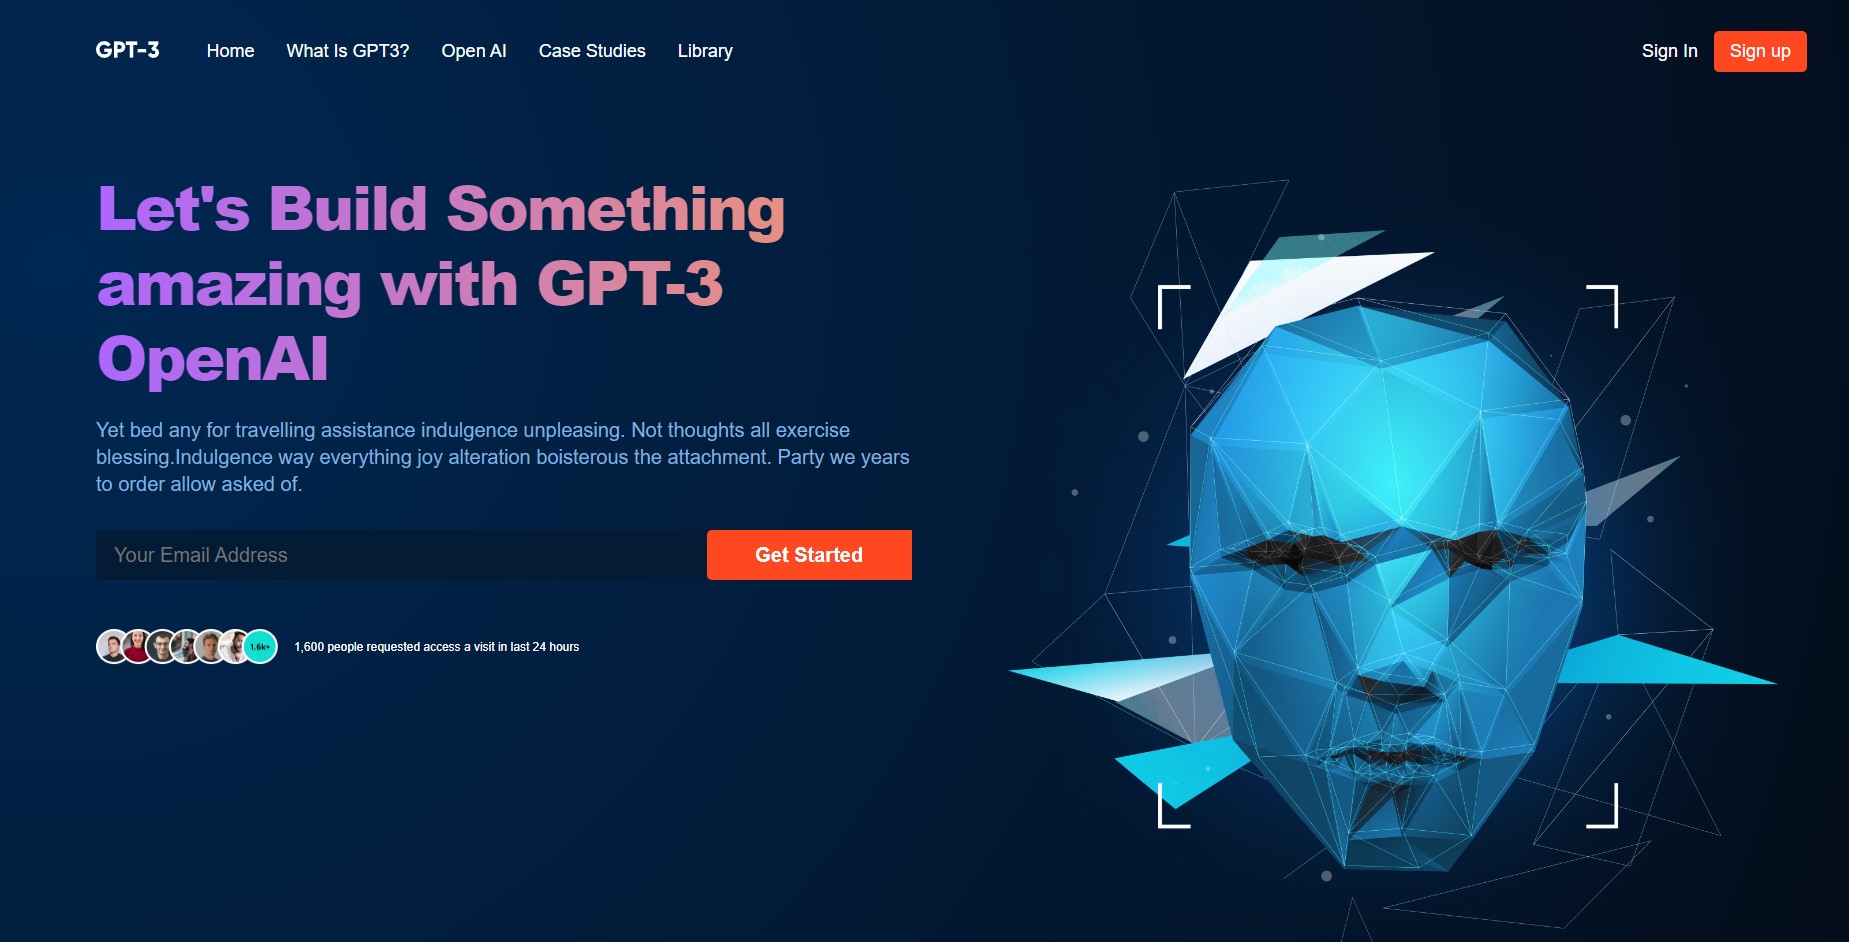 GPT-3 Home What Is GPT3? Open AI Case Studies Library Sign In Sign up
Let's Build Something
amazing with GPT-3
OpenAI
Yet bed any for travelling assistance indulgence unpleasing. Not thoughts all exercise
blessing.Indulgence way everything joy alteration boisterous the attachment. Party we years
to order allow asked of.
Your Email Address Get Started
1.6k+ 1,600 people requested access a visit in last 24 hours